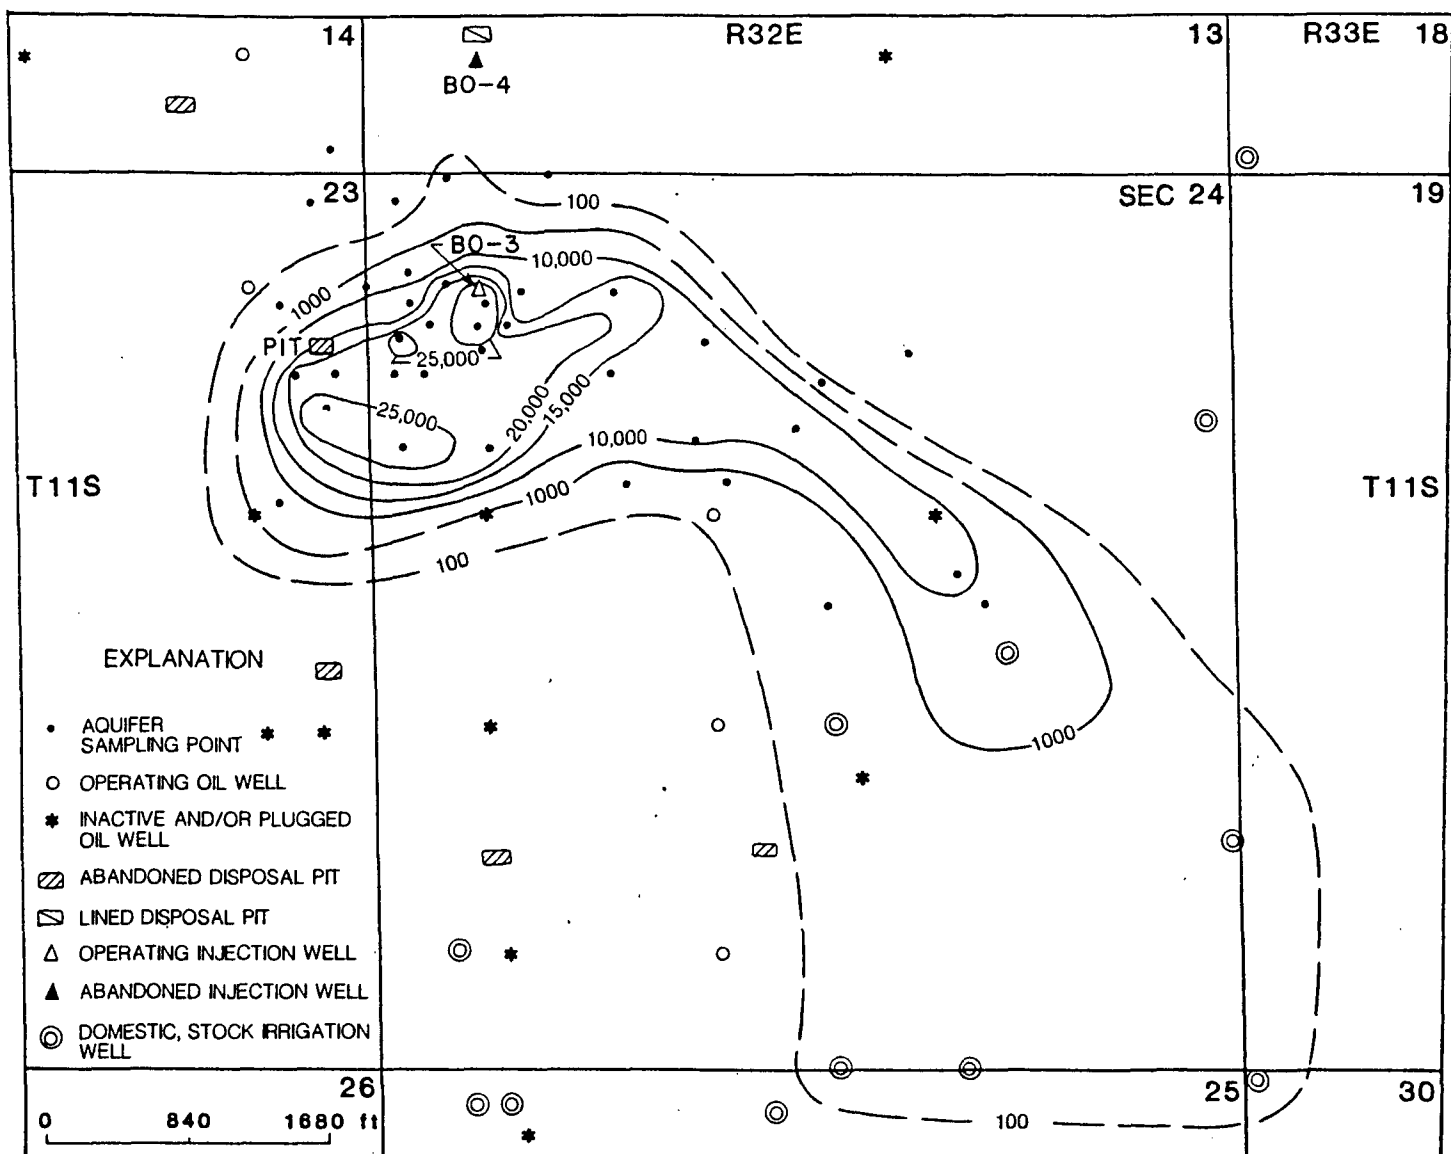 14
R32E
13
R33E 18
BO-4
23
SEC 24
19
100
BO-3
10,000
1000
PIT
25,000
25,000
20,000
15,000
10,000
T11S
T11S
1000
100
EXPLANATION
AQUIFER
SAMPLING POINT
OPERATING OIL WELL
INACTIVE AND/OR PLUGGED
OIL WELL
ABANDONED DISPOSAL PIT
LINED DISPOSAL PIT
OPERATING INJECTION WELL
ABANDONED INJECTION WELL
DOMESTIC, STOCK IRRIGATION
WELL
1000
26
25
30
0 840 1680 ft
100